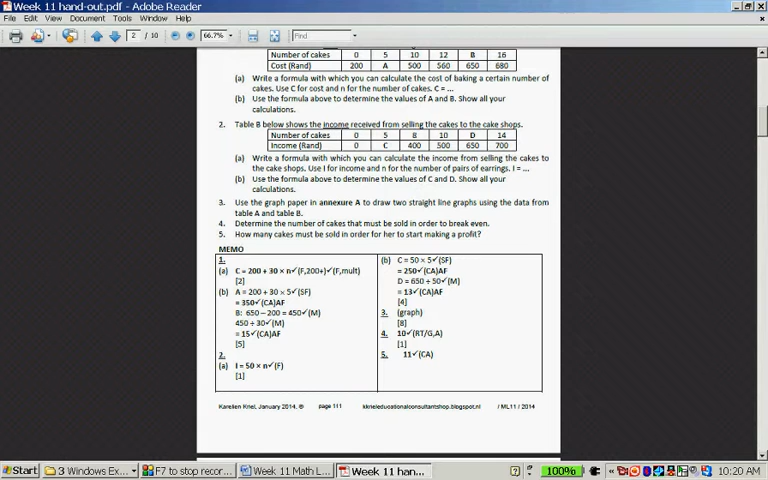 Week 11 hand-out.pdf - Adobe Reader
File Edit View Document Tools Window Help
2 / 10 66.7% Find
Number of cakes 0 5 10 12 B 16
Cost (Rand) 200 A 500 560 650 680
(a) Write a formula with which you can calculate the cost of baking a certain number of
cakes. Use C for cost and n for the number of cakes. C = ...
(b) Use the formula above to determine the values of A and B. Show all your
calculations.
2. Table B below shows the income received from selling the cakes to the cake shops.
Number of cakes 0 5 8 10 D 14
Income (Rand) 0 C 400 500 650 700
(a) Write a formula with which you can calculate the income from selling the cakes to
the cake shops. Use I for income and n for number of pairs of earrings. I = ...
(b) Use the formula above to determine the values of C and D. Show all your
calculations.
3. Use the graph paper in annexure A to draw two straight line graphs using the data from
table A and table B.
4. Determine the number of cakes that must be sold in order to break even.
5. How many cakes must be sold in order for her to start making a profit?
MEMO
1.
(a) C = 200 + 30 × n✓(F,200+)✓(F,mult)
[2]
(b) A = 200 + 30 × 5✓(SF)
= 350✓(CA)AF
B: 650 – 200 = 450✓(M)
450 ÷ 30✓(M)
= 15✓(CA)AF
[5]
2.
(a) I = 50 × n✓(F)
[1]
(b) C = 50 × 5✓(SF)
= 250✓(CA)AF
D = 650 ÷ 50✓(M)
= 13✓(CA)AF
[4]
3. (graph)
[8]
4. 10✓(RT/G,A)
[1]
5. 11✓(CA)
Karelien Kriel, January 2014. ® page 111 kkrieleducationalconsultantshop.blogspot.nl / ML11 / 2014
Start 3 Windows Ex... F7 to stop recor... Week 11 Math L... Week 11 han... 100% 10:20 AM